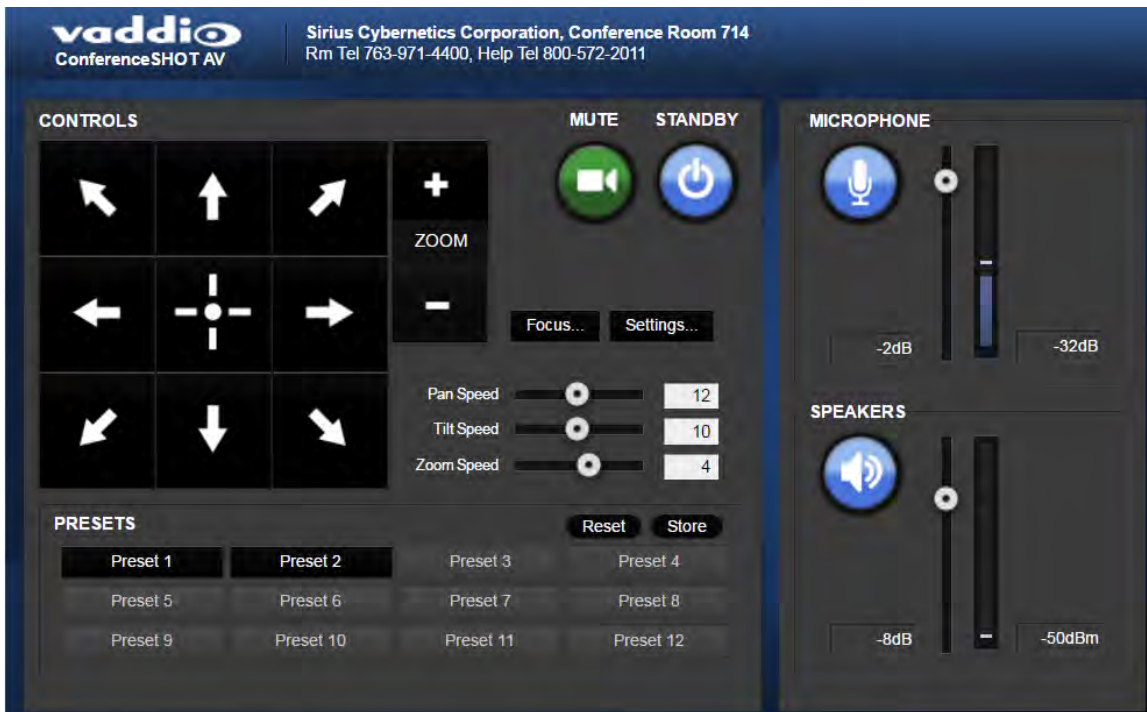 vaddio
ConferenceSHOT AV
Sirius Cybernetics Corporation, Conference Room 714
Rm Tel 763-971-4400, Help Tel 800-572-2011
CONTROLS
MUTE STANDBY
+
ZOOM
-
Focus... Settings...
Pan Speed 12
Tilt Speed 10
Zoom Speed 4
PRESETS
Reset Store
Preset 1 Preset 2 Preset 3 Preset 4
Preset 5 Preset 6 Preset 7 Preset 8
Preset 9 Preset 10 Preset 11 Preset 12
MICROPHONE
-2dB -32dB
SPEAKERS
-8dB -50dBm